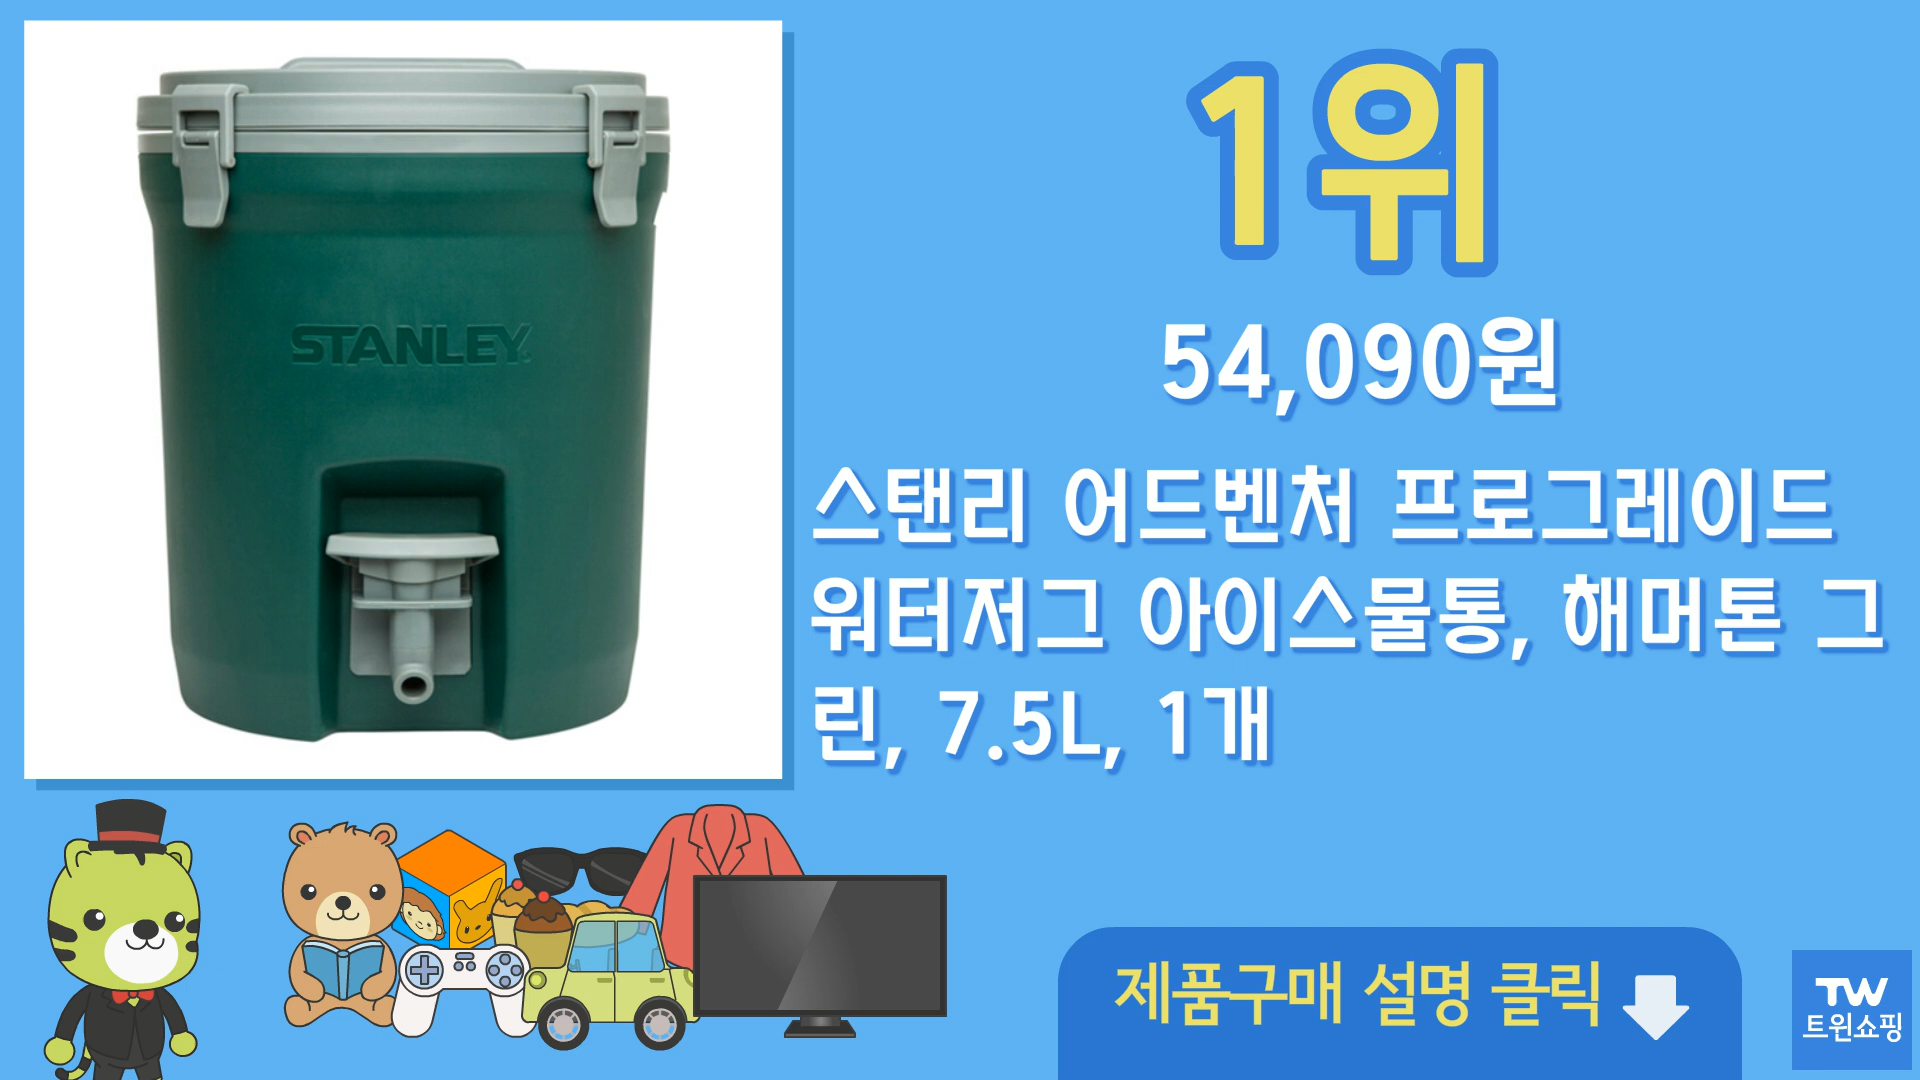 STANLEY
1위
54,090원
스탠리 어드벤처 프로그레이드
워터저그 아이스물통, 해머톤 그
린, 7.5L, 1개
제품구매 설명 클릭
TW
트윈쇼핑